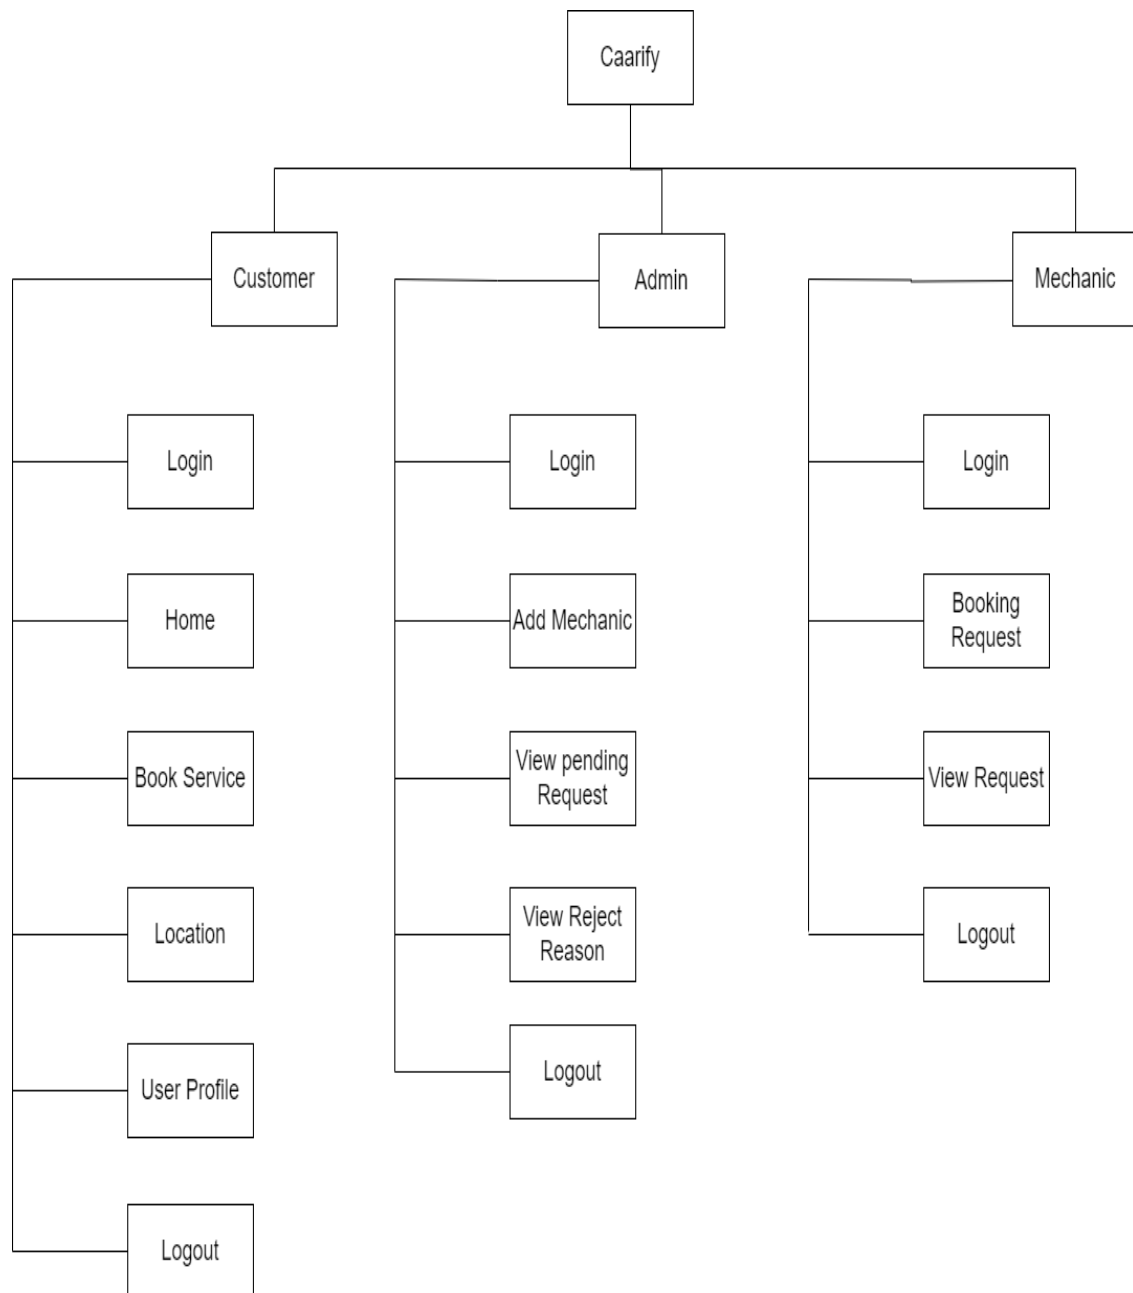 Caarify
Customer
Admin
Mechanic
Login
Login
Login
Home
Add Mechanic
Booking
Request
Book Service
View pending
Request
View Request
Location
View Reject
Reason
Logout
User Profile
Logout
Logout